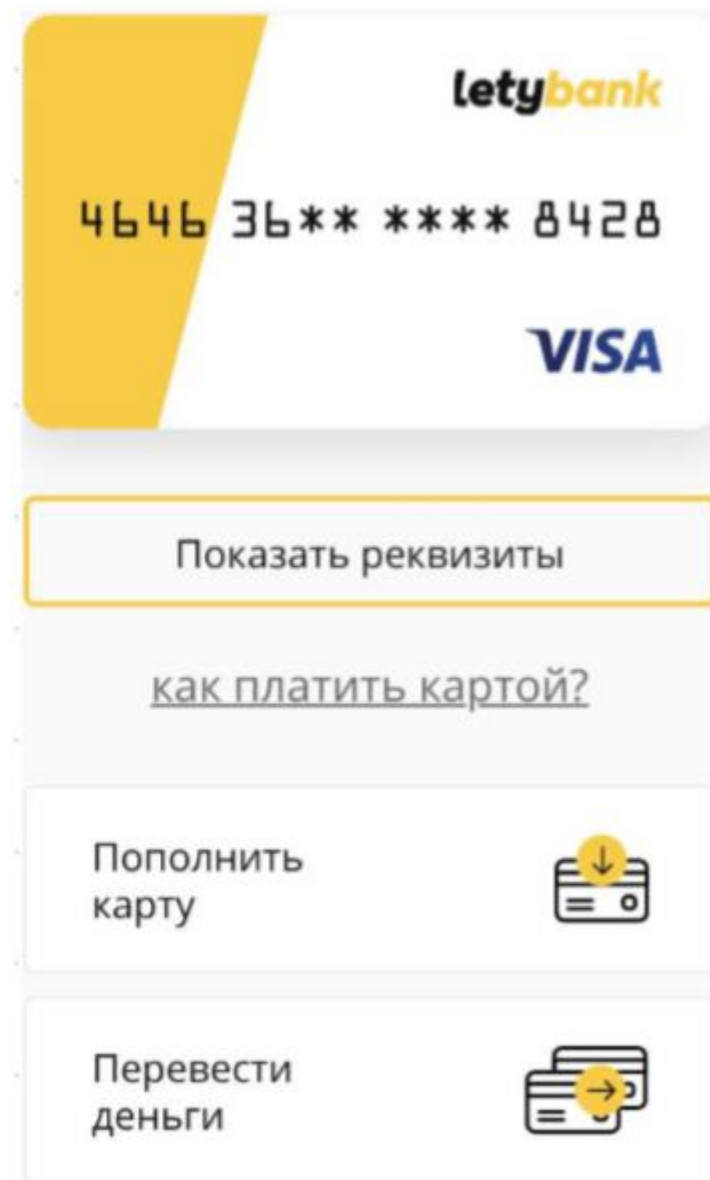 letybank
4646 36** **** 8428
VISA
Показать реквизиты
как платить картой?
Пополнить
карту
Перевести
деньги